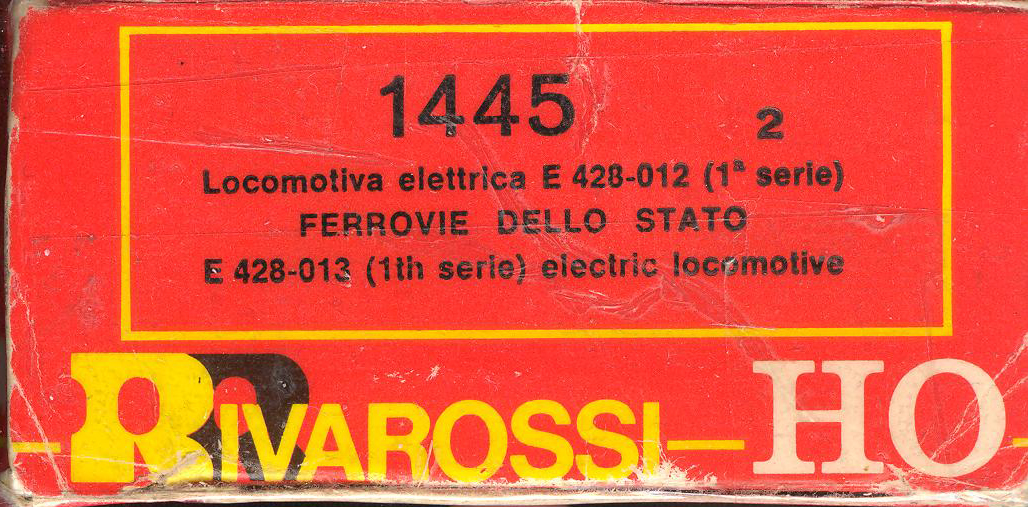 1445 2
Locomotiva elettrica E 428-012 (1ª serie)
FERROVIE DELLO STATO
E 428-013 (1th serie) electric locomotive
RIVAROSSI HO